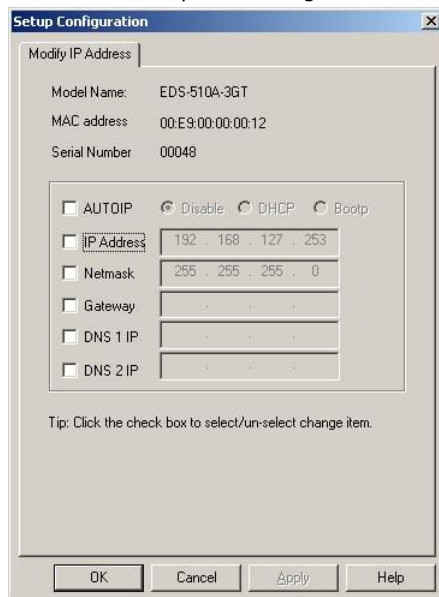 Setup Configuration
Modify IP Address
Model Name: EDS-510A-3GT
MAC address 00:E9:00:00:00:12
Serial Number 00048
AUTOIP Disable DHCP Bootp
IP Address 192 . 168 . 127 . 253
Netmask 255 . 255 . 255 . 0
Gateway . . .
DNS 1 IP . . .
DNS 2 IP . . .
Tip: Click the check box to select/un-select change item.
OK Cancel Apply Help